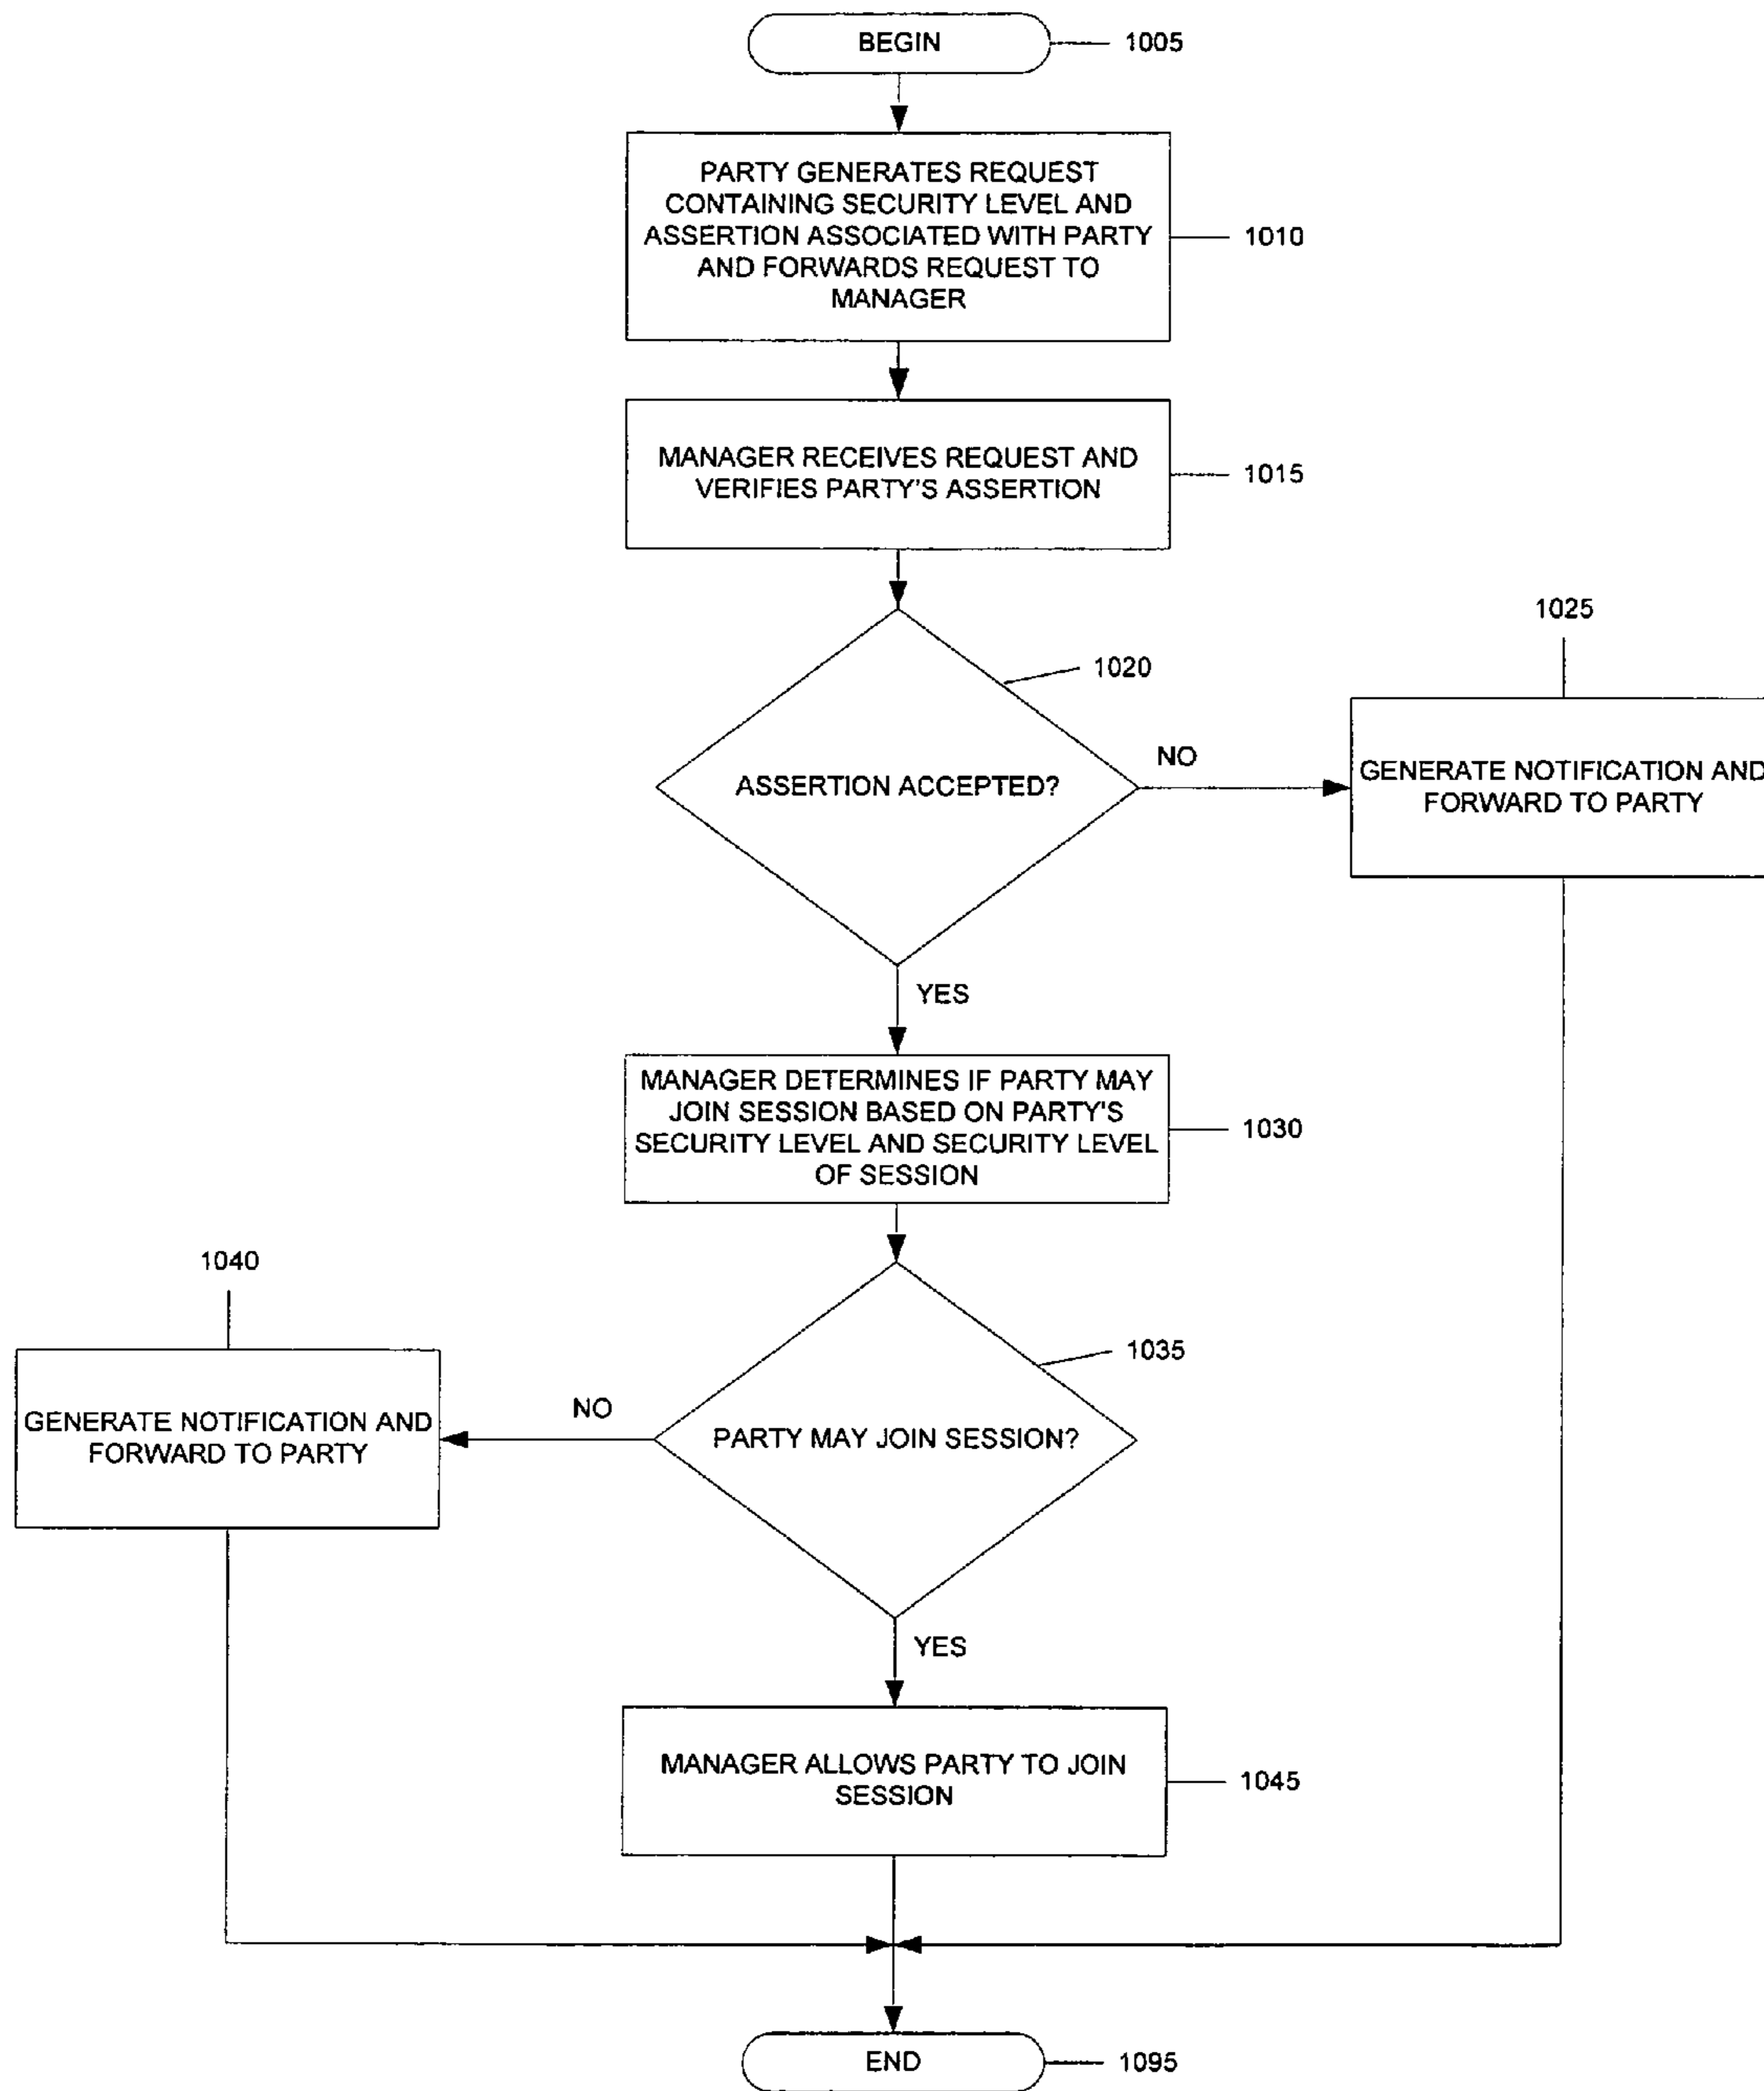 BEGIN
1005
PARTY GENERATES REQUEST
CONTAINING SECURITY LEVEL AND
ASSERTION ASSOCIATED WITH PARTY
AND FORWARDS REQUEST TO
MANAGER
1010
MANAGER RECEIVES REQUEST AND
VERIFIES PARTY'S ASSERTION
1015
1020
ASSERTION ACCEPTED?
NO
1025
GENERATE NOTIFICATION AND
FORWARD TO PARTY
YES
MANAGER DETERMINES IF PARTY MAY
JOIN SESSION BASED ON PARTY'S
SECURITY LEVEL AND SECURITY LEVEL
OF SESSION
1030
1035
PARTY MAY JOIN SESSION?
NO
1040
GENERATE NOTIFICATION AND
FORWARD TO PARTY
YES
MANAGER ALLOWS PARTY TO JOIN
SESSION
1045
END
1095